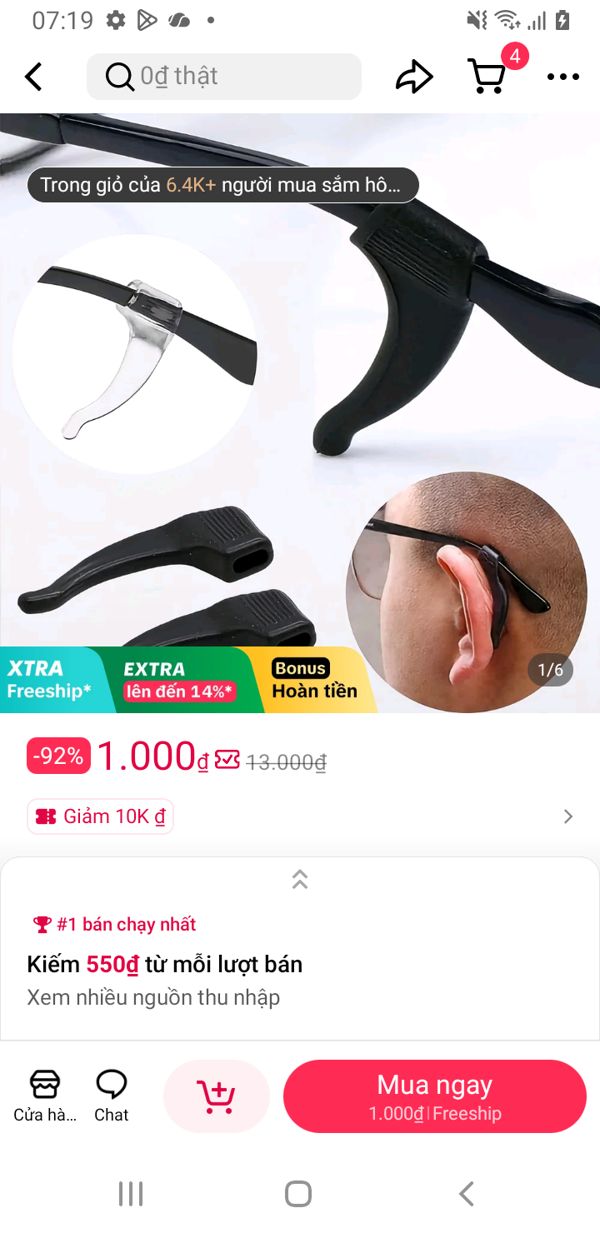 07:19
4
0₫ thật
Trong giỏ của 6.4K+ người mua sắm hô...
XTRA
Freeship*
EXTRA
lên đến 14%*
Bonus
Hoàn tiền
1/6
-92% 1.000₫ 13.000₫
Giảm 10K ₫
#1 bán chạy nhất
Kiếm 550₫ từ mỗi lượt bán
Xem nhiều nguồn thu nhập
Cửa hà...
Chat
Mua ngay
1.000₫ | Freeship